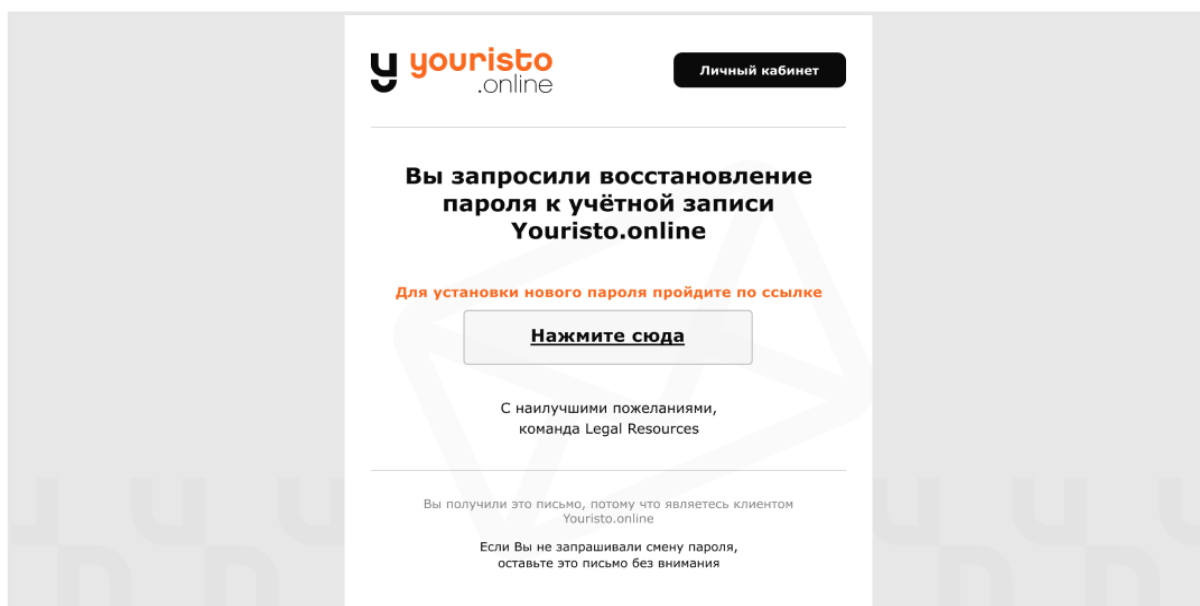 youristo
.online
Личный кабинет
Вы запросили восстановление
пароля к учётной записи
Youristo.online
Для установки нового пароля пройдите по ссылке
Нажмите сюда
С наилучшими пожеланиями,
команда Legal Resources
Вы получили это письмо, потому что являетесь клиентом
Youristo.online
Если Вы не запрашивали смену пароля,
оставьте это письмо без внимания